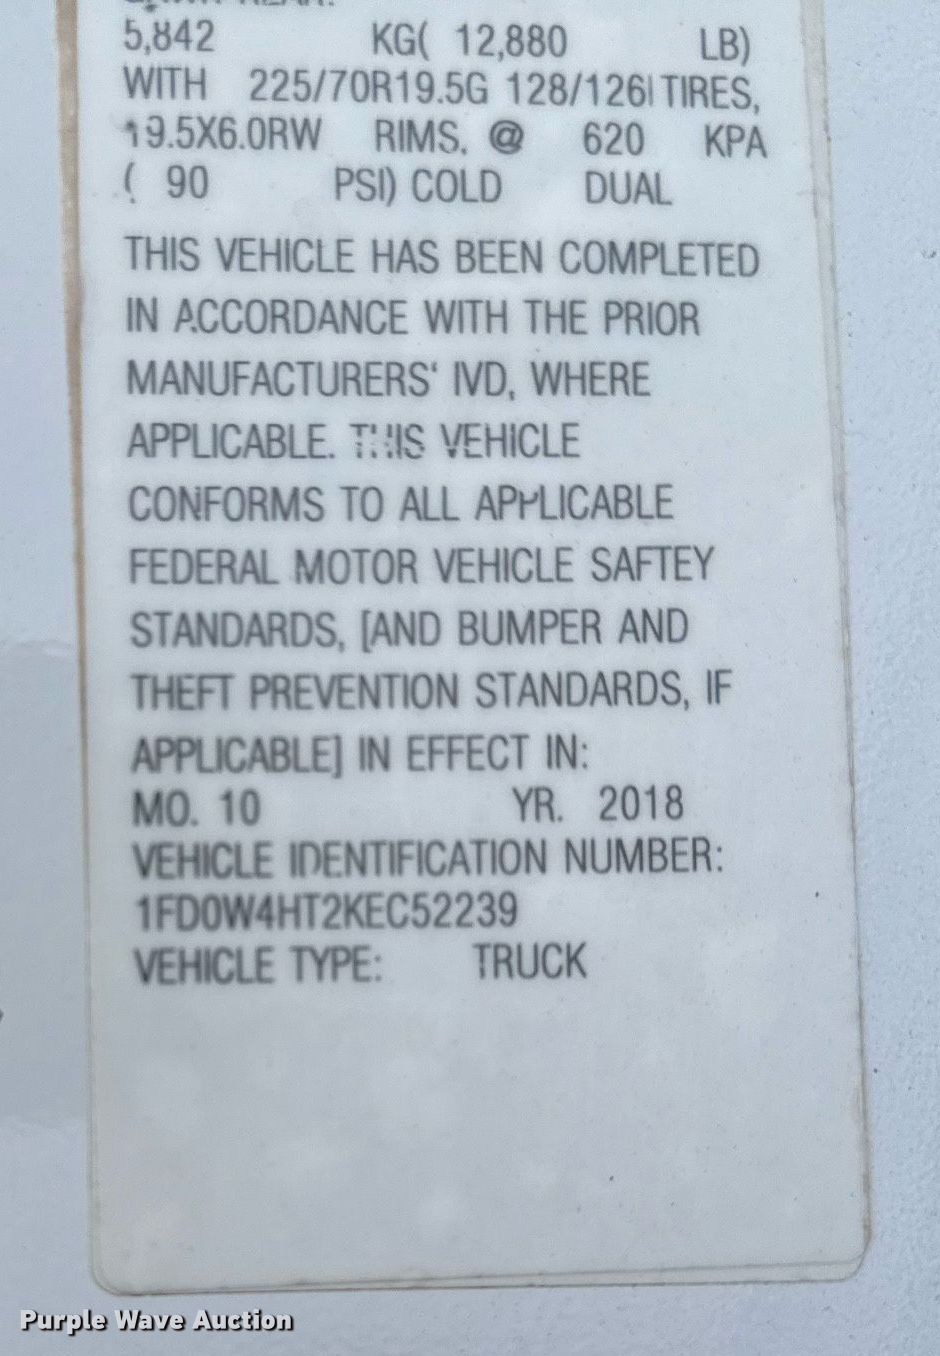 5,842 KG( 12,880 LB)
WITH 225/70R19.5G 128/126 TIRES,
19.5X6.0RW RIMS, @ 620 KPA
( 90 PSI) COLD DUAL
THIS VEHICLE HAS BEEN COMPLETED
IN ACCORDANCE WITH THE PRIOR
MANUFACTURERS' IVD, WHERE
APPLICABLE. THIS VEHICLE
CONFORMS TO ALL APPLICABLE
FEDERAL MOTOR VEHICLE SAFTEY
STANDARDS, [AND BUMPER AND
THEFT PREVENTION STANDARDS, IF
APPLICABLE] IN EFFECT IN:
MO. 10 YR. 2018
VEHICLE IDENTIFICATION NUMBER:
1FD0W4HT2KEC52239
VEHICLE TYPE: TRUCK
Purple Wave Auction